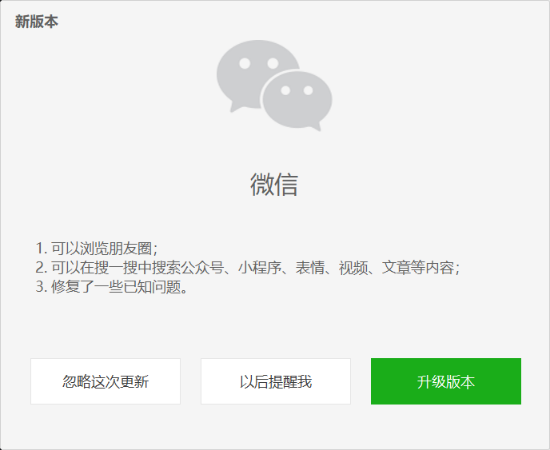 新版本
微信
1. 可以浏览朋友圈；
2. 可以在搜一搜中搜索公众号、小程序、表情、视频、文章等内容；
3. 修复了一些已知问题。
忽略这次更新
以后提醒我
升级版本